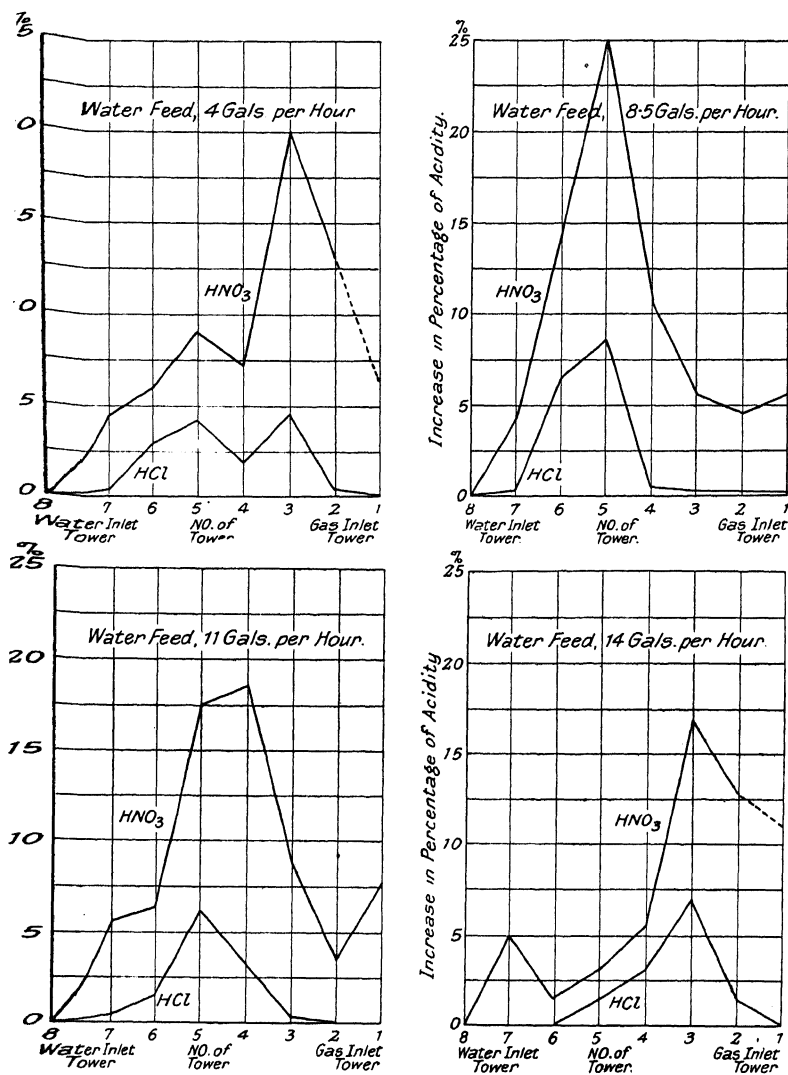 %
5
Water Feed, 4 Gals per Hour
0
5
HNO3
0
5
HCl
0
8 7 6 5 4 3 2 1
Water Inlet Tower
NO. of Tower
Gas Inlet Tower
%
25
Water Feed, 8·5 Gals. per Hour.
20
15
HNO3
10
5
HCl
0
Increase in Percentage of Acidity.
8 7 6 5 4 3 2 1
Water Inlet Tower.
NO. of Tower.
Gas Inlet Tower.
%
25
Water Feed, 11 Gals. per Hour.
20
15
HNO3
10
5
HCl
0
8 7 6 5 4 3 2 1
Water Inlet Tower
NO. of Tower
Gas Inlet Tower
%
25
Water Feed, 14 Gals. per Hour.
20
15
HNO3
10
5
HCl
0
Increase in Percentage of Acidity
8 7 6 5 4 3 2 1
Water Inlet Tower
NO. of Tower.
Gas Inlet Tower.